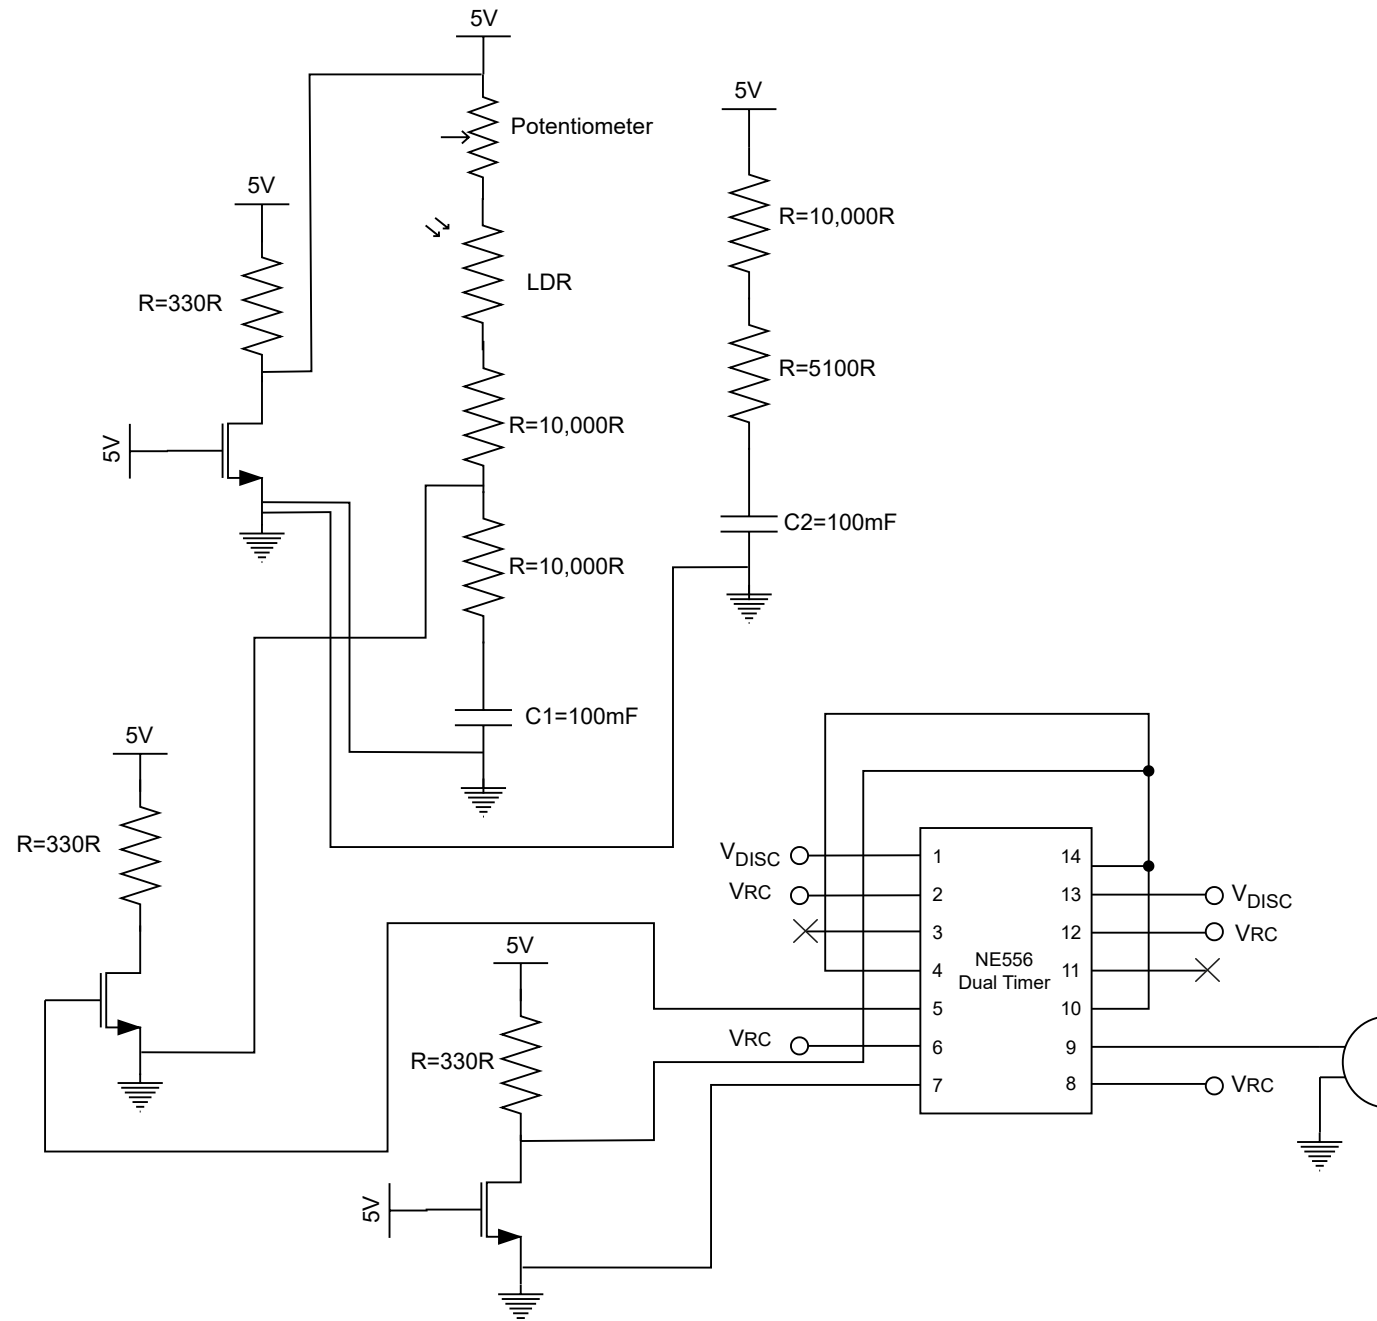 5V
Potentiometer
5V
5V
R=10,000R
LDR
R=330R
R=5100R
R=10,000R
5V
C2=100mF
R=10,000R
C1=100mF
5V
R=330R
VDISC
1
14
VRC
2
13
VDISC
3
12
VRC
5V
NE556
Dual Timer
4
11
5
10
VRC
6
9
R=330R
7
8
VRC
5V